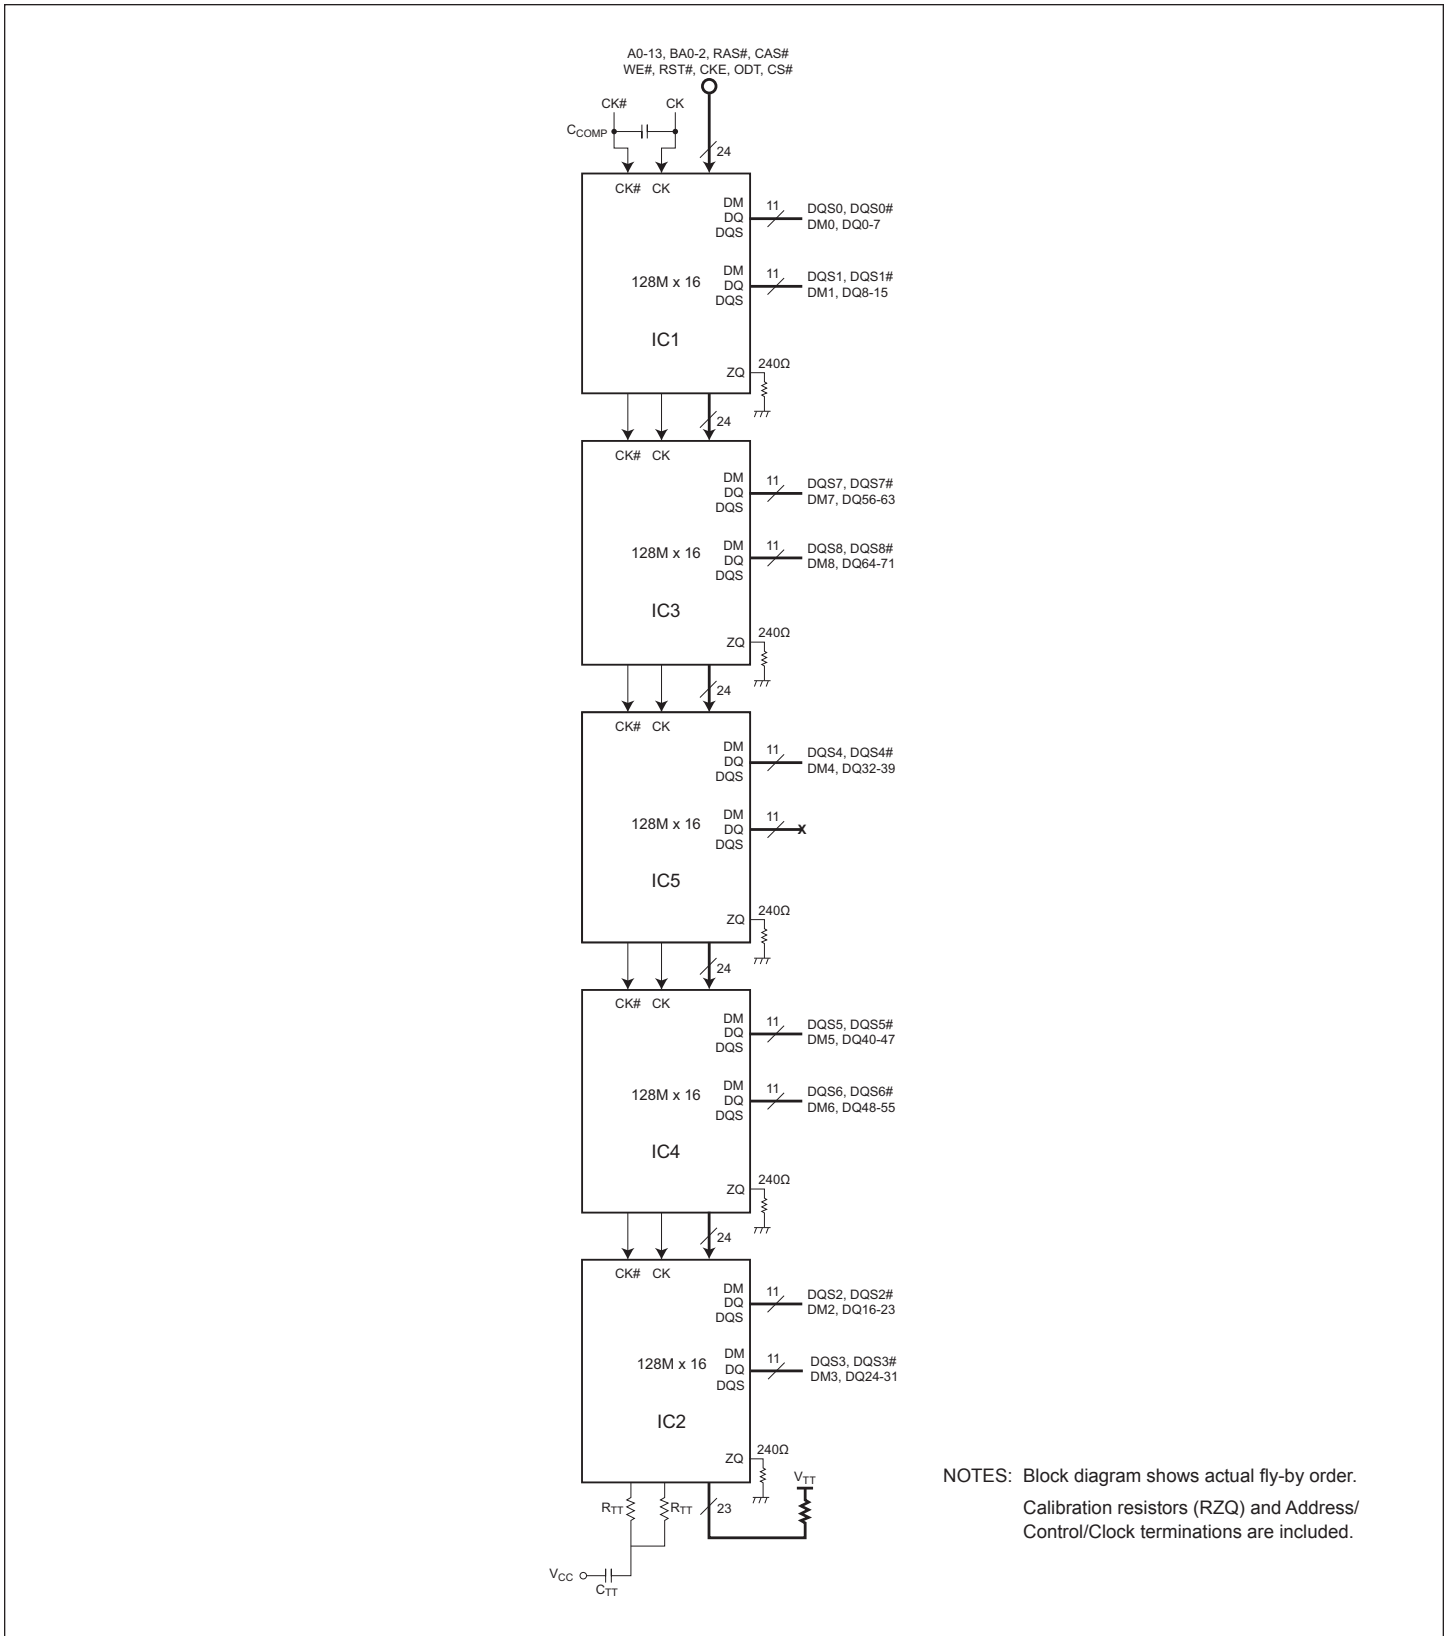 A0-13, BA0-2, RAS#, CAS#
WE#, RST#, CKE, ODT, CS#
CK# CK
CCOMP
24
CK# CK
DM
DQ
DQS
11
DQS0, DQS0#
DM0, DQ0-7
128M x 16
DM
DQ
DQS
11
DQS1, DQS1#
DM1, DQ8-15
IC1
ZQ
240Ω
24
CK# CK
DM
DQ
DQS
11
DQS7, DQS7#
DM7, DQ56-63
128M x 16
DM
DQ
DQS
11
DQS8, DQS8#
DM8, DQ64-71
IC3
ZQ
240Ω
24
CK# CK
DM
DQ
DQS
11
DQS4, DQS4#
DM4, DQ32-39
128M x 16
DM
DQ
DQS
11
x
IC5
ZQ
240Ω
24
CK# CK
DM
DQ
DQS
11
DQS5, DQS5#
DM5, DQ40-47
128M x 16
DM
DQ
DQS
11
DQS6, DQS6#
DM6, DQ48-55
IC4
ZQ
240Ω
24
CK# CK
DM
DQ
DQS
11
DQS2, DQS2#
DM2, DQ16-23
128M x 16
DM
DQ
DQS
11
DQS3, DQS3#
DM3, DQ24-31
IC2
ZQ
240Ω
RTT
RTT
23
VTT
VCC
CTT
NOTES: Block diagram shows actual fly-by order.
Calibration resistors (RZQ) and Address/
Control/Clock terminations are included.